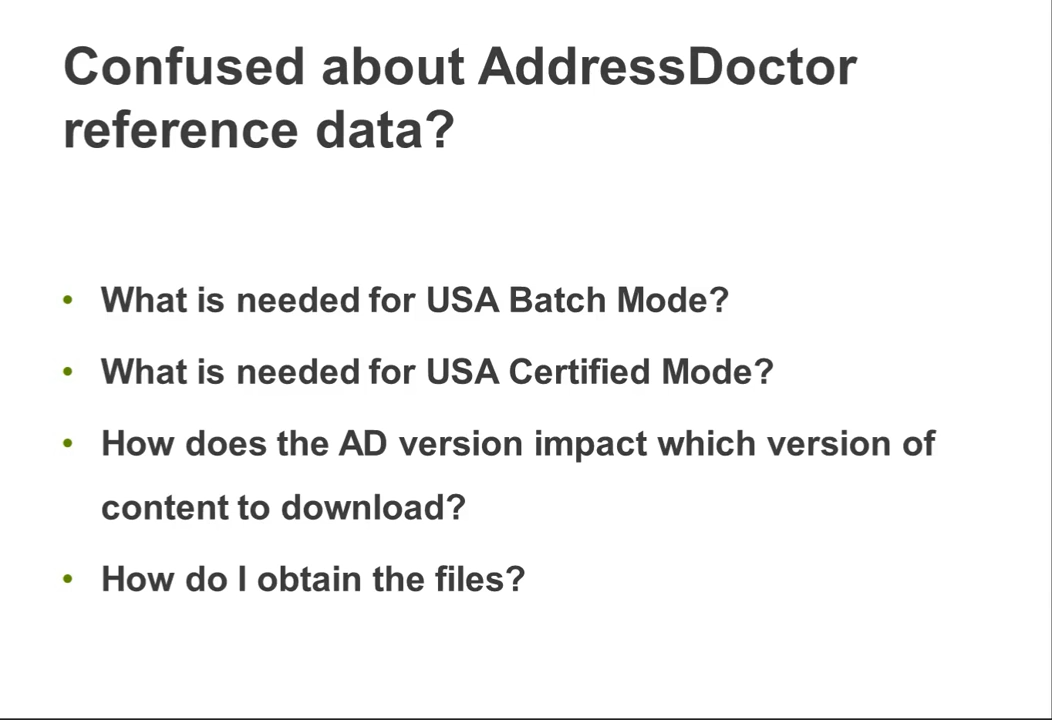 Confused about AddressDoctor
reference data?
• What is needed for USA Batch Mode?
• What is needed for USA Certified Mode?
• How does the AD version impact which version of
content to download?
• How do I obtain the files?